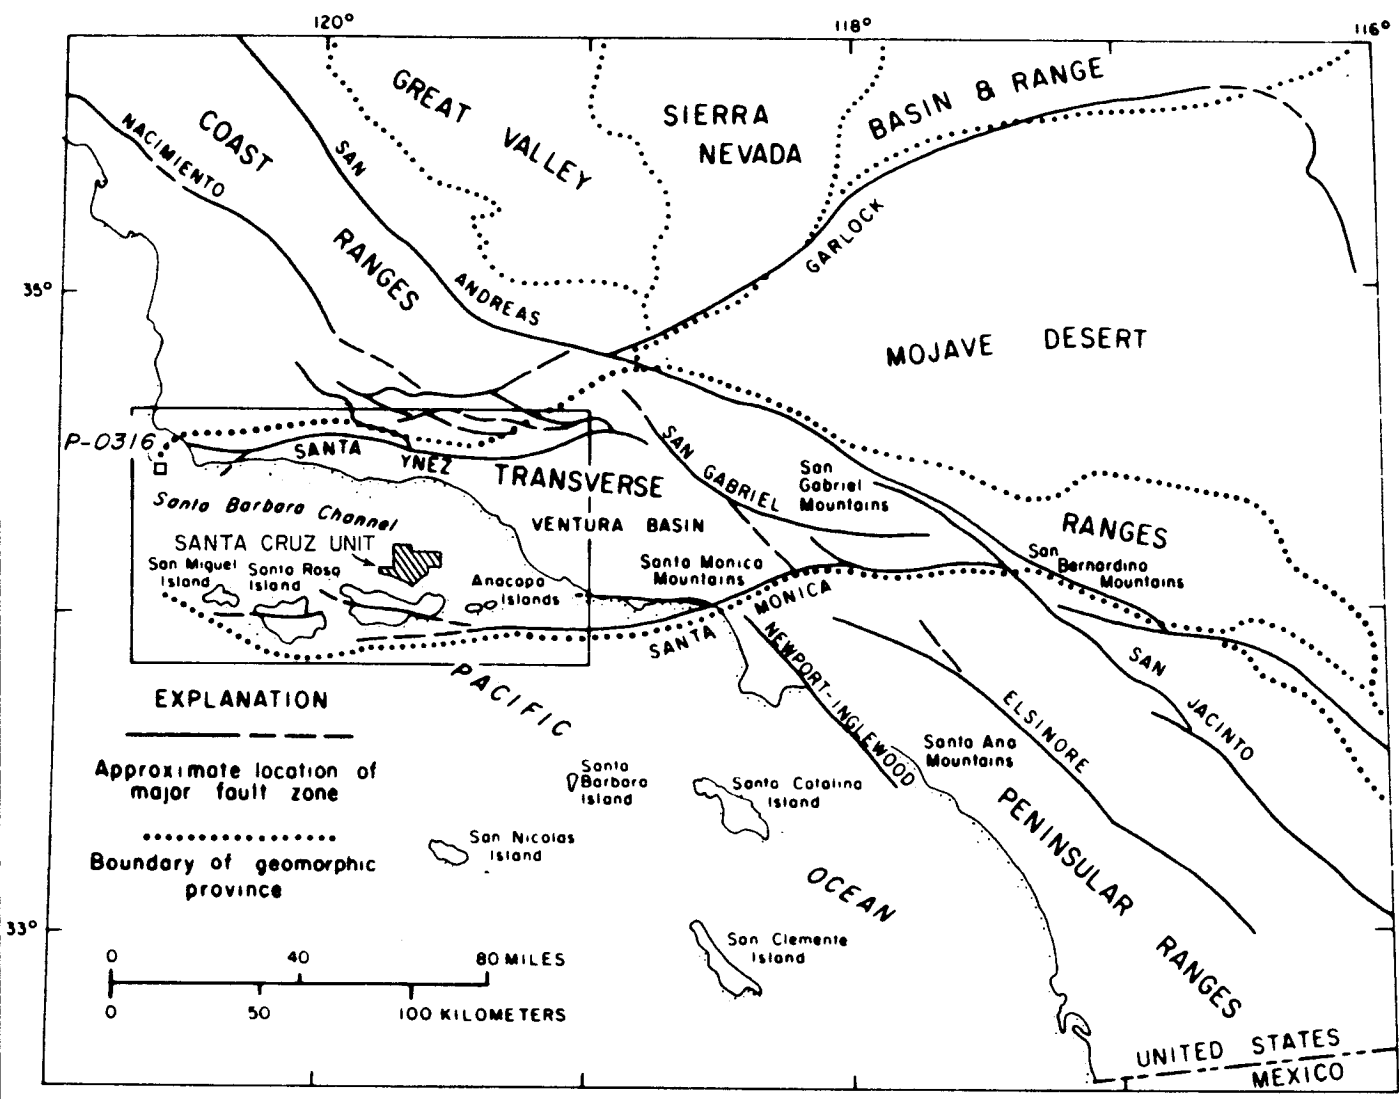 120°
118°
116°
GREAT VALLEY
SIERRA
NEVADA
BASIN & RANGE
COAST
RANGES
NACIMIENTO
SAN
ANDREAS
GARLOCK
35°
MOJAVE DESERT
P-0316
SANTA YNEZ
TRANSVERSE
RANGES
SAN GABRIEL
San
Gabriel
Mountains
Santa Barbara Channel
VENTURA BASIN
SANTA CRUZ UNIT
San Miguel
Island
Santa Rosa
Island
Anacapa
Islands
Santa Monica
Mountains
San
Bernardino
Mountains
SANTA MONICA
NEWPORT-INGLEWOOD
SAN JACINTO
ELSINORE
PACIFIC
OCEAN
EXPLANATION
Approximate location of
major fault zone
Boundary of geomorphic
province
Santa
Barbara
Island
Santa Catalina
Island
Santa Ana
Mountains
San Nicolas
Island
PENINSULAR RANGES
33°
San Clemente
Island
0 40 80 MILES
0 50 100 KILOMETERS
UNITED STATES
MEXICO